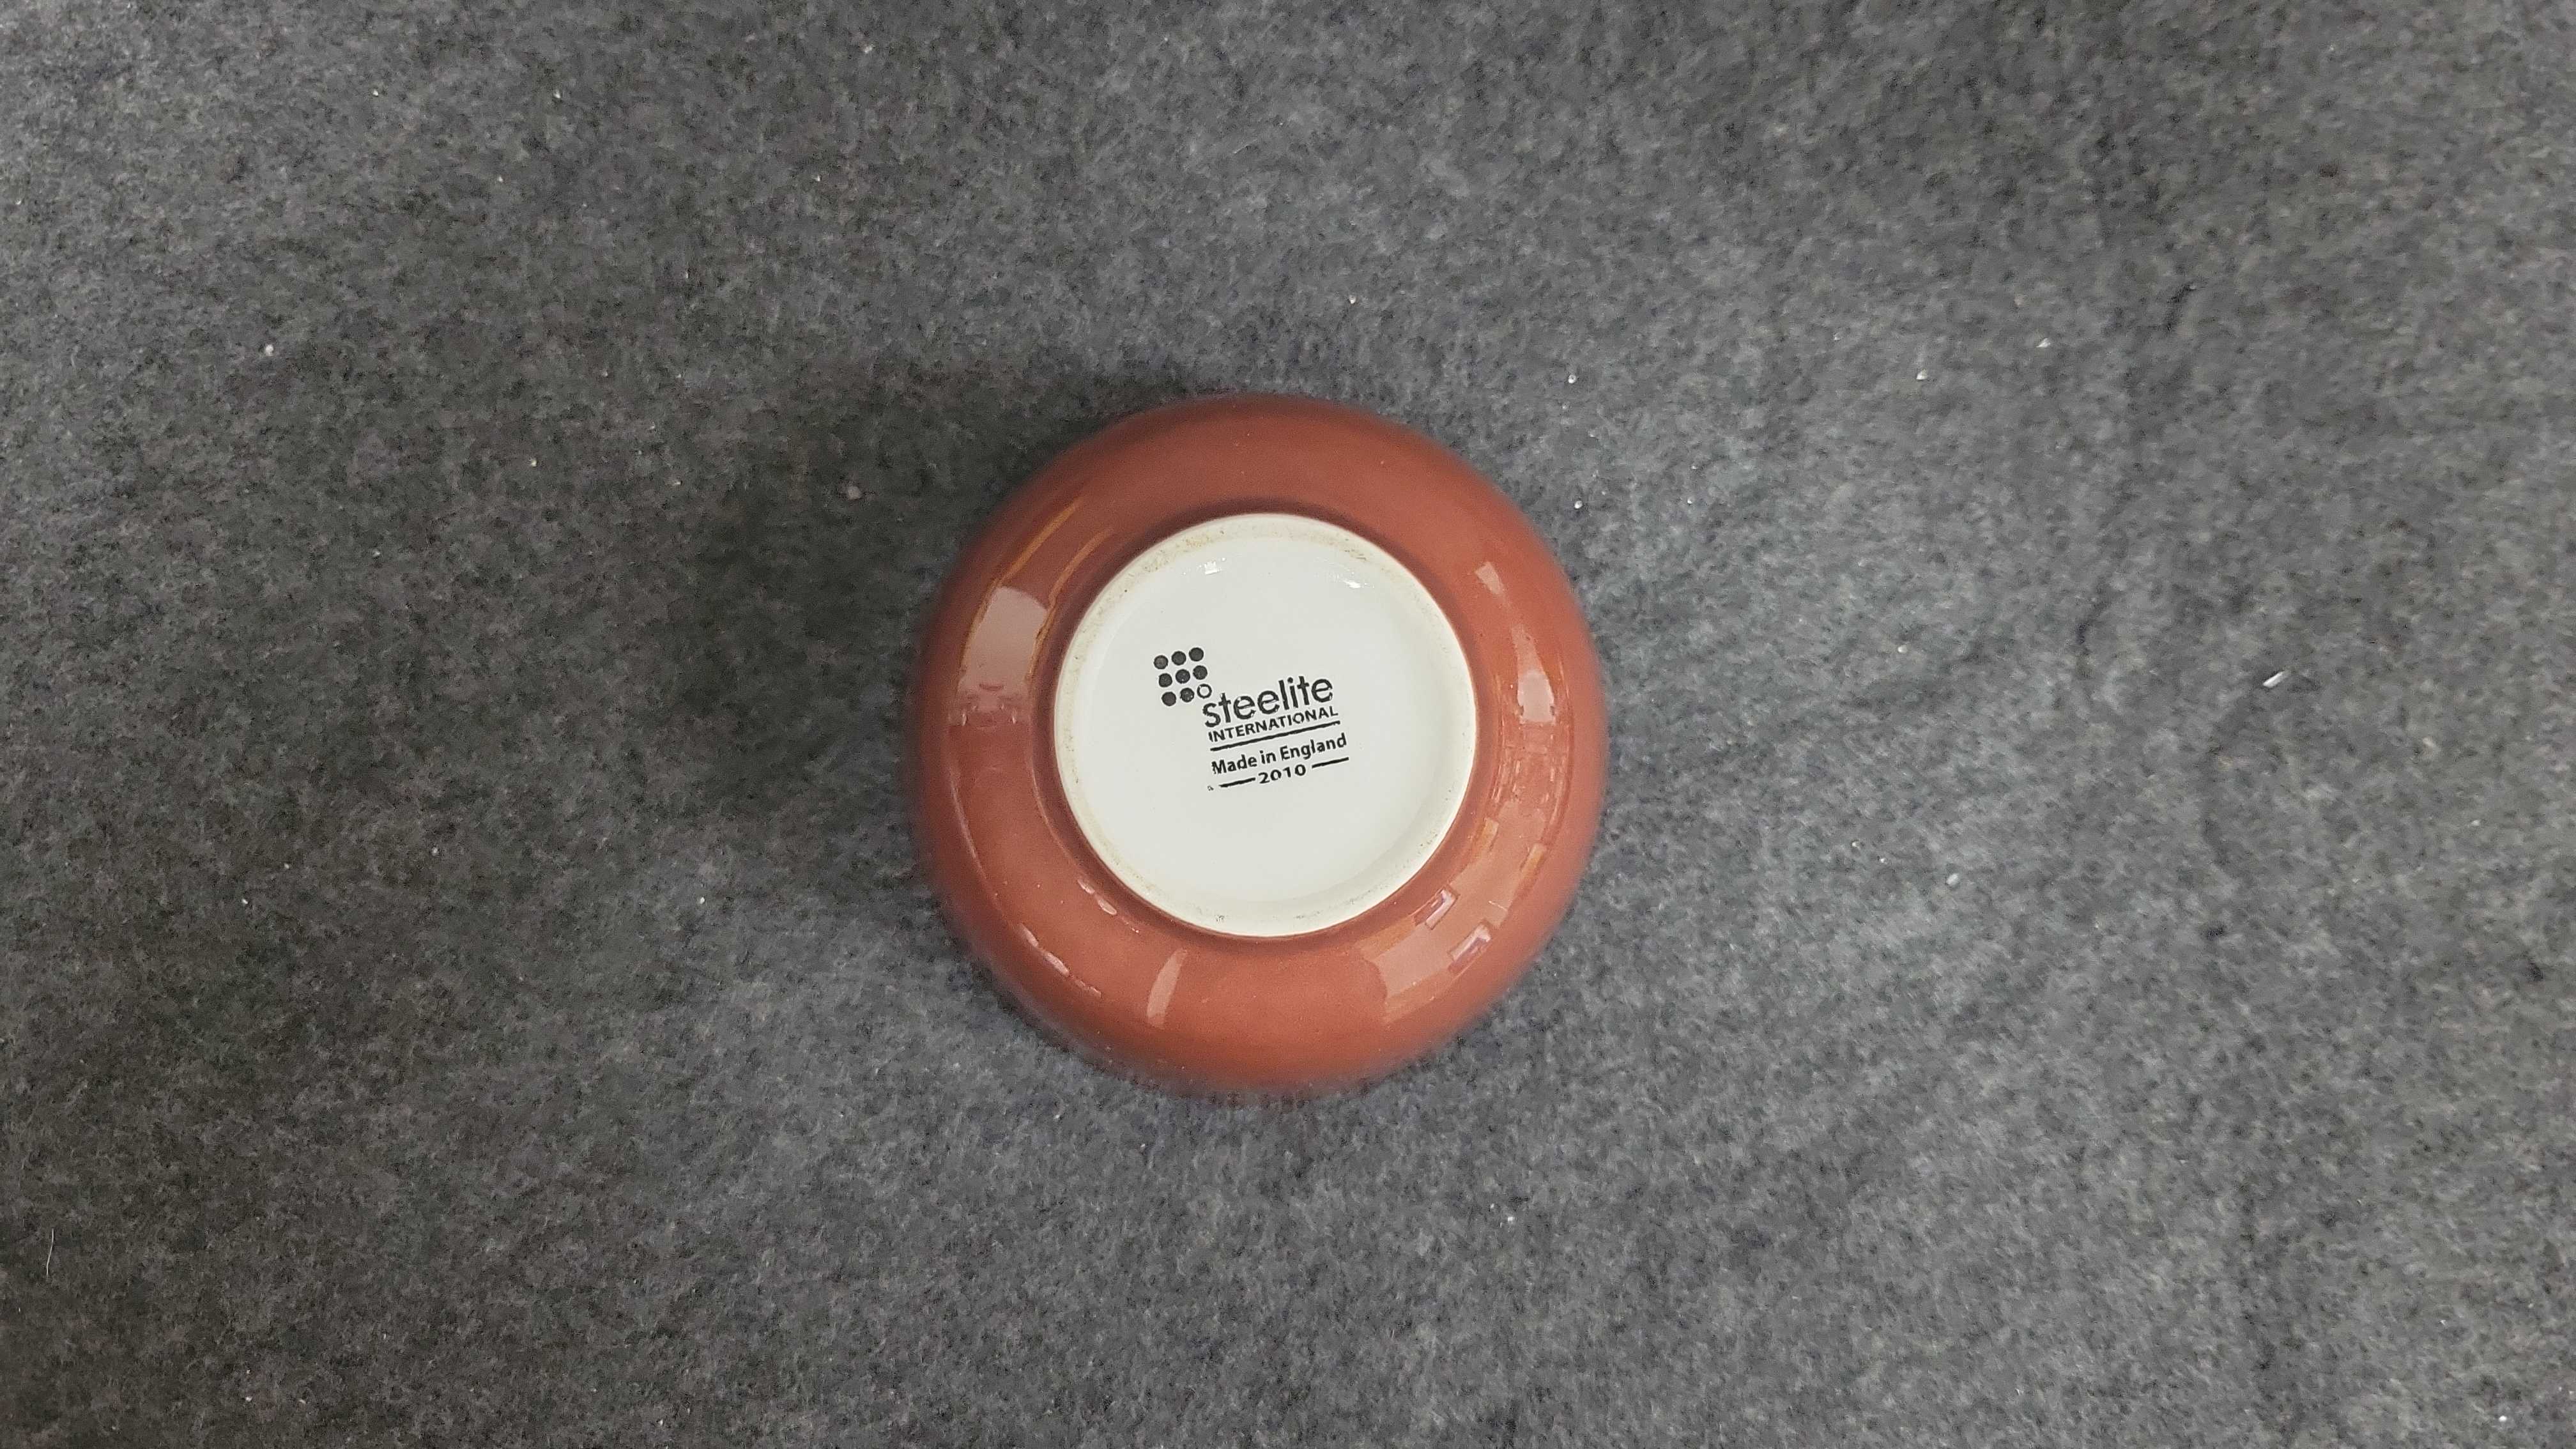 steelite
INTERNATIONAL
Made in England
2010